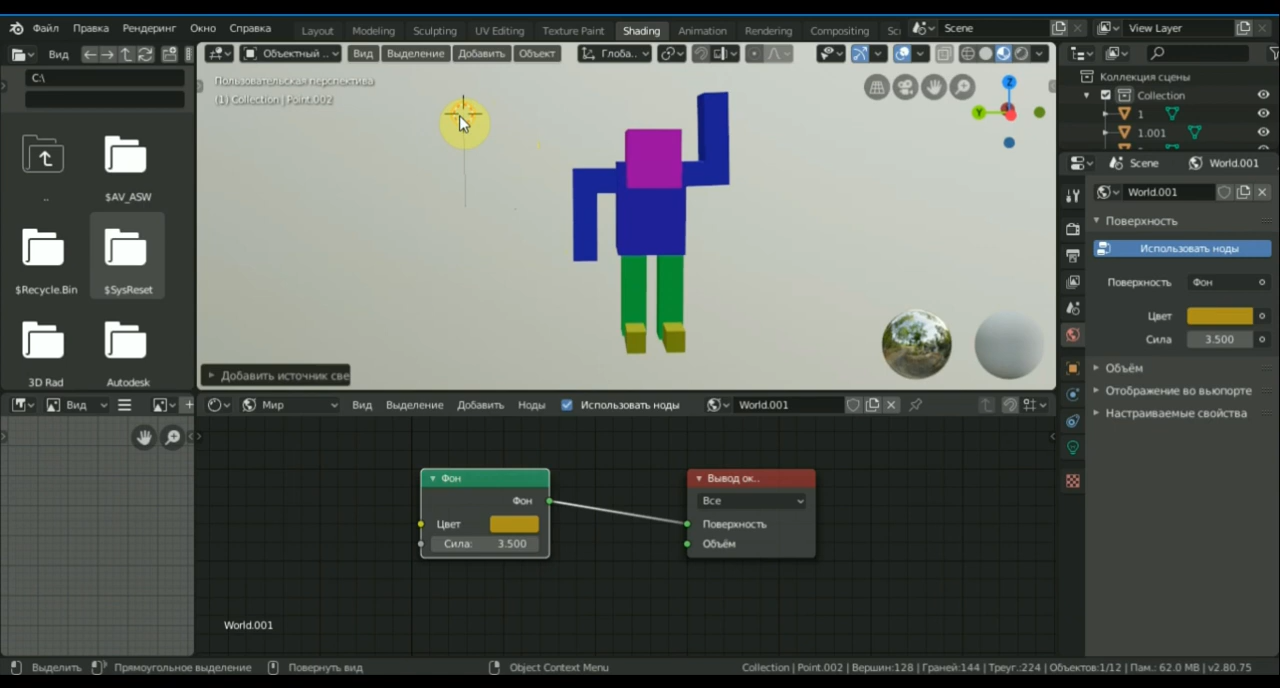 Файл Правка Рендеринг Окно Справка Layout Modeling Sculpting UV Editing Texture Paint Shading Animation Rendering Compositing Sc Scene View Layer
Вид Объектный .. Вид Выделение Добавить Объект Глоба..
C:\
Пользовательская перспектива
(1) Collection | Point.002
Z
Y
Коллекция сцены
Collection
1
1.001
..
$AV_ASW
$Recycle.Bin
$SysReset
3D Rad
Autodesk
Добавить источник све
Scene World.001
World.001
Поверхность
Использовать ноды
Поверхность Фон
Цвет
Сила 3.500
Объём
Отображение во вьюпорте
Настраиваемые свойства
Вид Мир Вид Выделение Добавить Ноды Использовать ноды World.001
Фон
Фон
Цвет
Сила: 3.500
Вывод ок..
Все
Поверхность
Объём
World.001
Выделить Прямоугольное выделение Повернуть вид Object Context Menu Collection | Point.002 | Вершин:128 | Граней:144 | Треуг.:224 | Объектов:1/12 | Пам.: 62.0 MB | v2.80.75